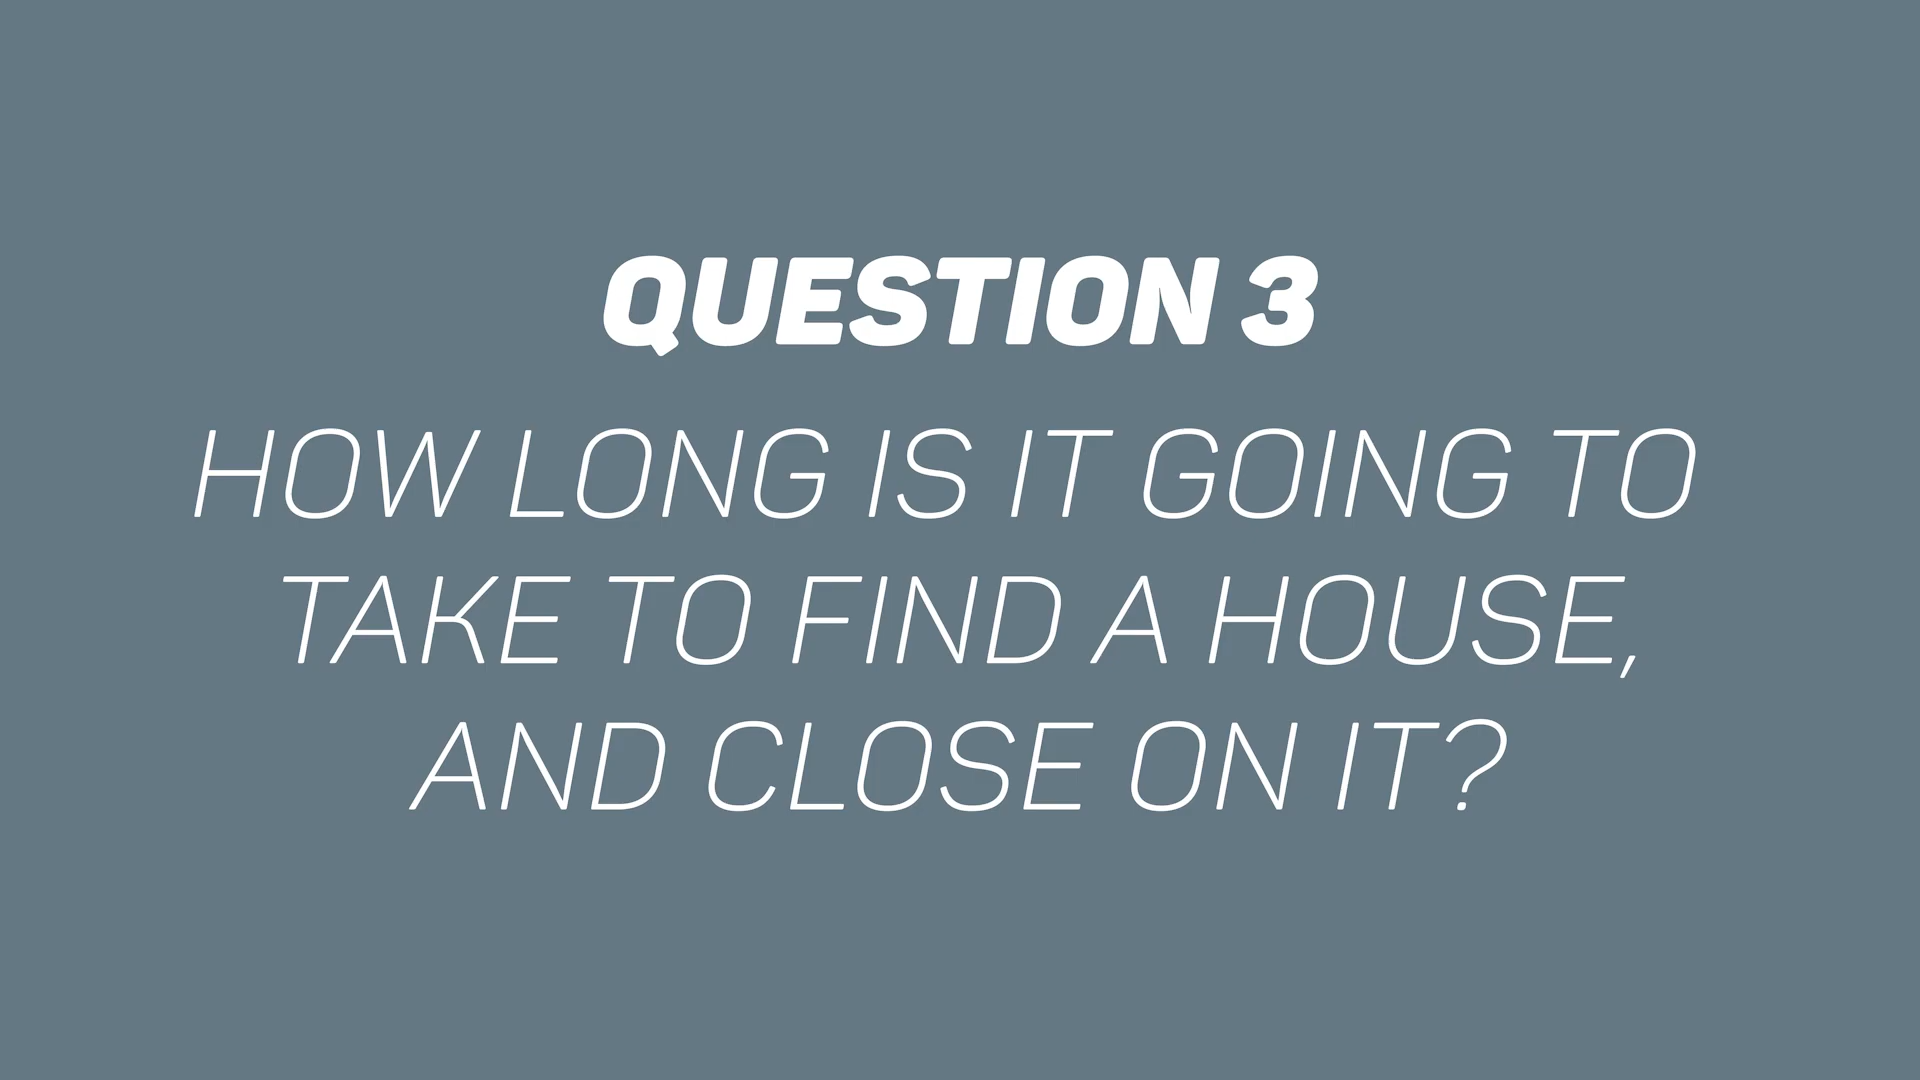 QUESTION 3
HOW LONG IS IT GOING TO
TAKE TO FIND A HOUSE,
AND CLOSE ON IT?